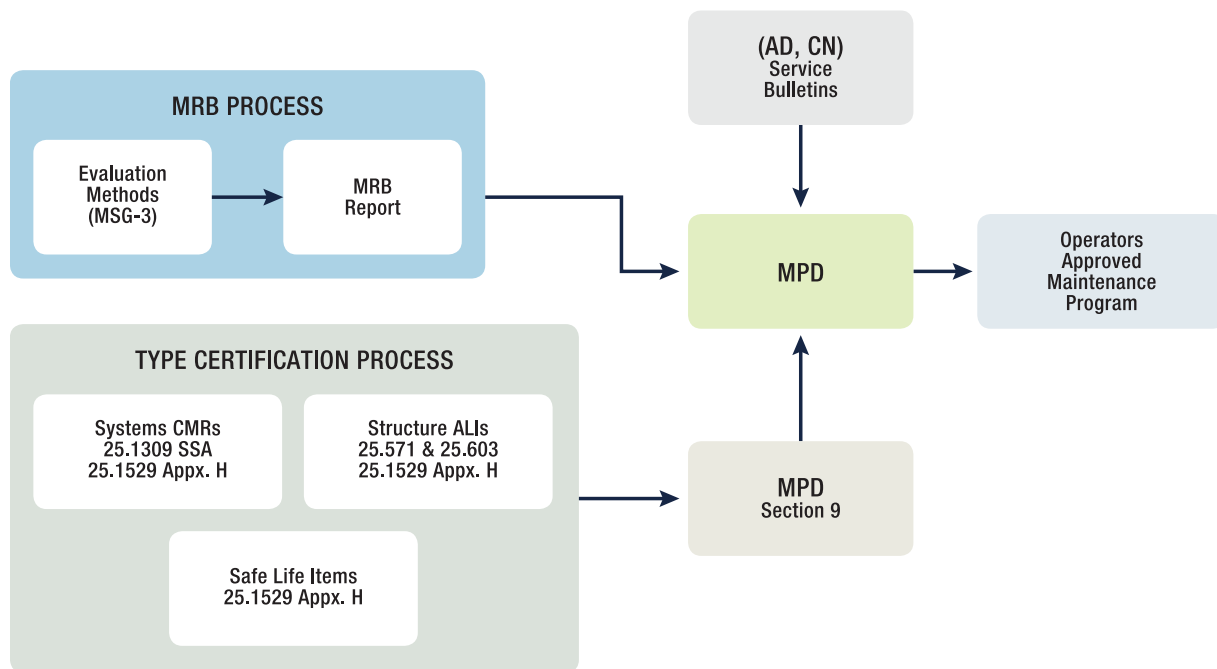 MRB PROCESS
Evaluation
Methods
(MSG-3)
MRB
Report
(AD, CN)
Service
Bulletins
MPD
Operators
Approved
Maintenance
Program
TYPE CERTIFICATION PROCESS
Systems CMRs
25.1309 SSA
25.1529 Appx. H
Structure ALIs
25.571 & 25.603
25.1529 Appx. H
Safe Life Items
25.1529 Appx. H
MPD
Section 9